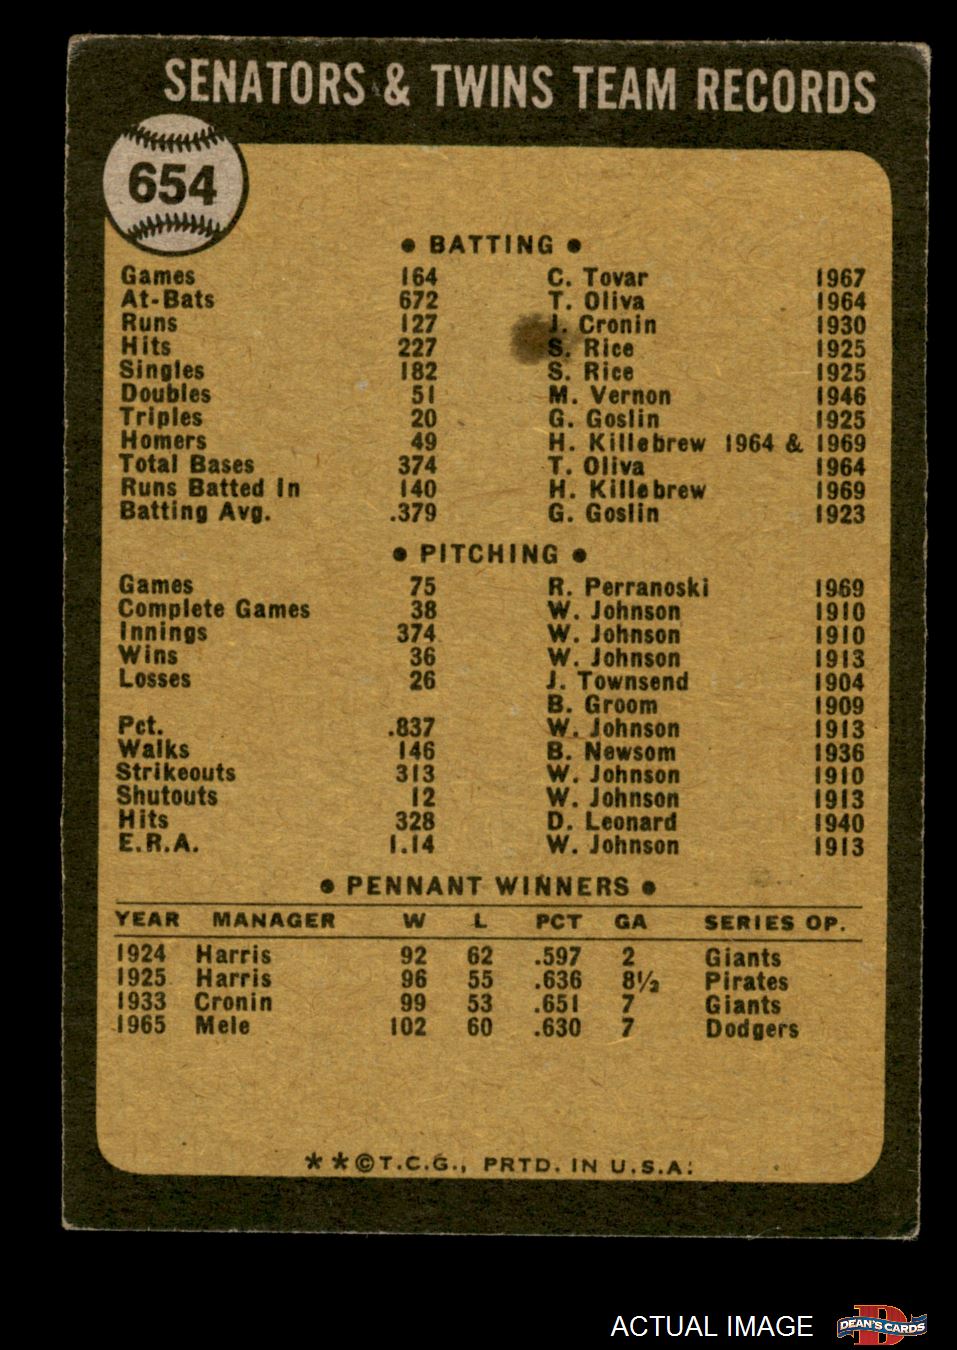 SENATORS & TWINS TEAM RECORDS
654
• BATTING •
Games 164 C. Tovar 1967
At-Bats 672 T. Oliva 1964
Runs 127 J. Cronin 1930
Hits 227 S. Rice 1925
Singles 182 S. Rice 1925
Doubles 51 M. Vernon 1946
Triples 20 G. Goslin 1925
Homers 49 H. Killebrew 1964 & 1969
Total Bases 374 T. Oliva 1964
Runs Batted In 140 H. Killebrew 1969
Batting Avg. .379 G. Goslin 1923
• PITCHING •
Games 75 R. Perranoski 1969
Complete Games 38 W. Johnson 1910
Innings 374 W. Johnson 1910
Wins 36 W. Johnson 1913
Losses 26 J. Townsend 1904
B. Groom 1909
Pct. .837 W. Johnson 1913
Walks 146 B. Newsom 1936
Strikeouts 313 W. Johnson 1910
Shutouts 12 W. Johnson 1913
Hits 328 D. Leonard 1940
E.R.A. 1.14 W. Johnson 1913
• PENNANT WINNERS •
YEAR MANAGER W L PCT GA SERIES OP.
1924 Harris 92 62 .597 2 Giants
1925 Harris 96 55 .636 8½ Pirates
1933 Cronin 99 53 .651 7 Giants
1965 Mele 102 60 .630 7 Dodgers
**©T.C.G., PRTD. IN U.S.A.
ACTUAL IMAGE
D
DEAN'S CARDS